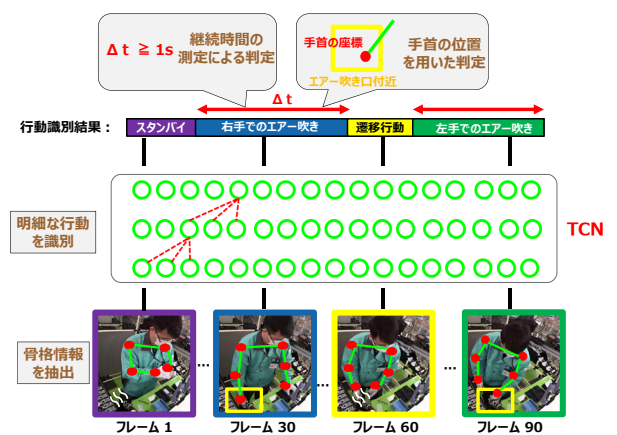 Δt ≧ 1s
継続時間の
測定による判定
手首の座標
エアー吹き口付近
手首の位置
を用いた判定
Δt
行動識別結果：
スタンバイ
右手でのエアー吹き
遷移行動
左手でのエアー吹き
明細な行動
を識別
TCN
骨格情報
を抽出
...
...
...
フレーム 1
フレーム 30
フレーム 60
フレーム 90